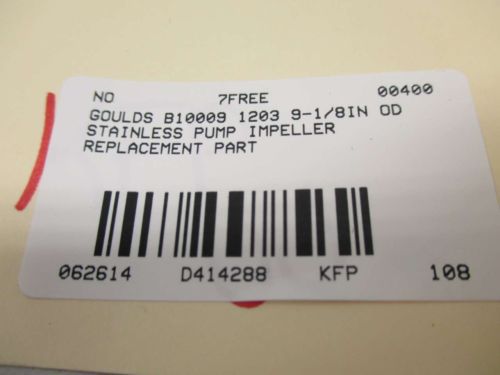 NO 7FREE 00400
GOULDS B10009 1203 9-1/8IN OD
STAINLESS PUMP IMPELLER
REPLACEMENT PART
062614 D414288 KFP 108